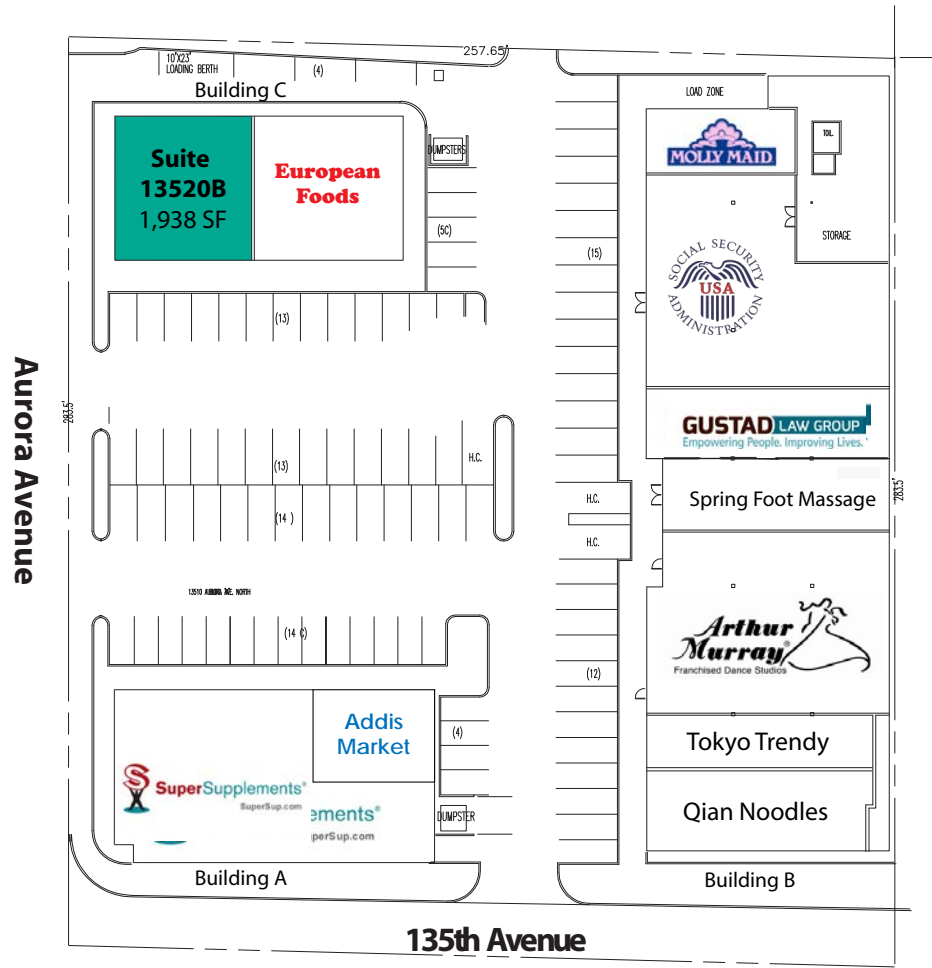 257.65'
10'X23'
LOADING BERTH
(4)
Building C
LOAD ZONE
Suite
13520B
1,938 SF
European
Foods
DUMPSTERS
MOLLY MAID
TOIL.
(5C)
(15)
STORAGE
SOCIAL SECURITY
USA
ADMINISTRATION
(13)
Aurora Avenue
283.5'
GUSTAD LAW GROUP
Empowering People. Improving Lives.
(13)
H.C.
Spring Foot Massage
283.5'
H.C.
(14 )
H.C.
13510 AURORA AVE. NORTH
(14 C)
Arthur
Murray®
Franchised Dance Studios
(12)
Addis
Market
(4)
Tokyo Trendy
SuperSupplements®
SuperSup.com
ements®
perSup.com
DUMPSTER
Qian Noodles
Building A
Building B
135th Avenue